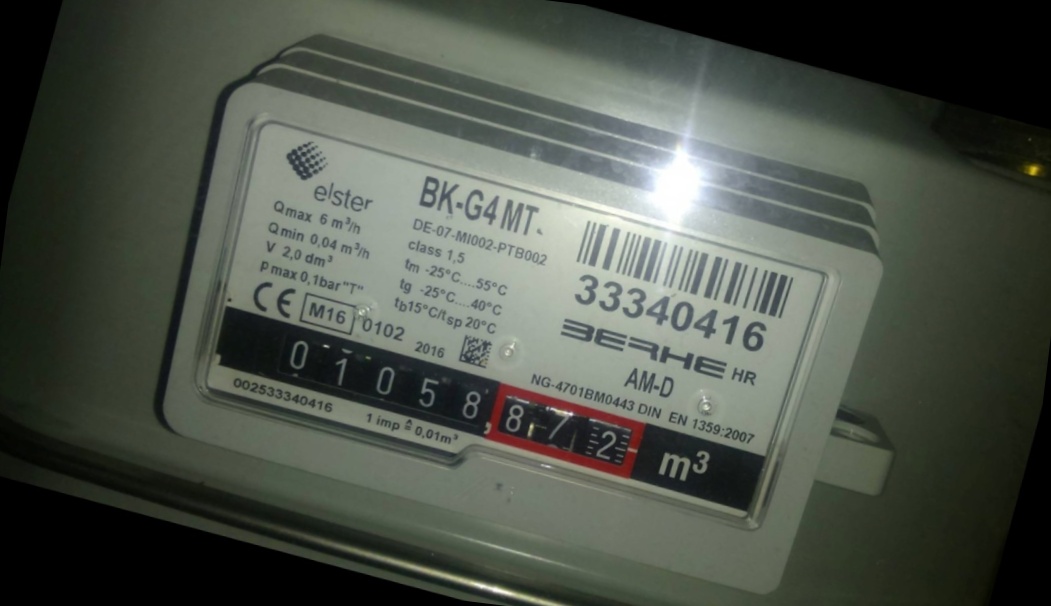 elster
Qmax 6 m³/h
Qmin 0,04 m³/h
V 2,0 dm³
p max 0,1bar "T"
CE M16 0102 2016
BK-G4 MT
DE-07-MI002-PTB002
class 1,5
tm -25°C....55°C
tg -25°C....40°C
tb15°C/tsp 20°C
33340416
BERHE HR
AM-D
NG-4701BM0443 DIN EN 1359:2007
01058,872 m³
002533340416
1 imp ≙ 0,01m³